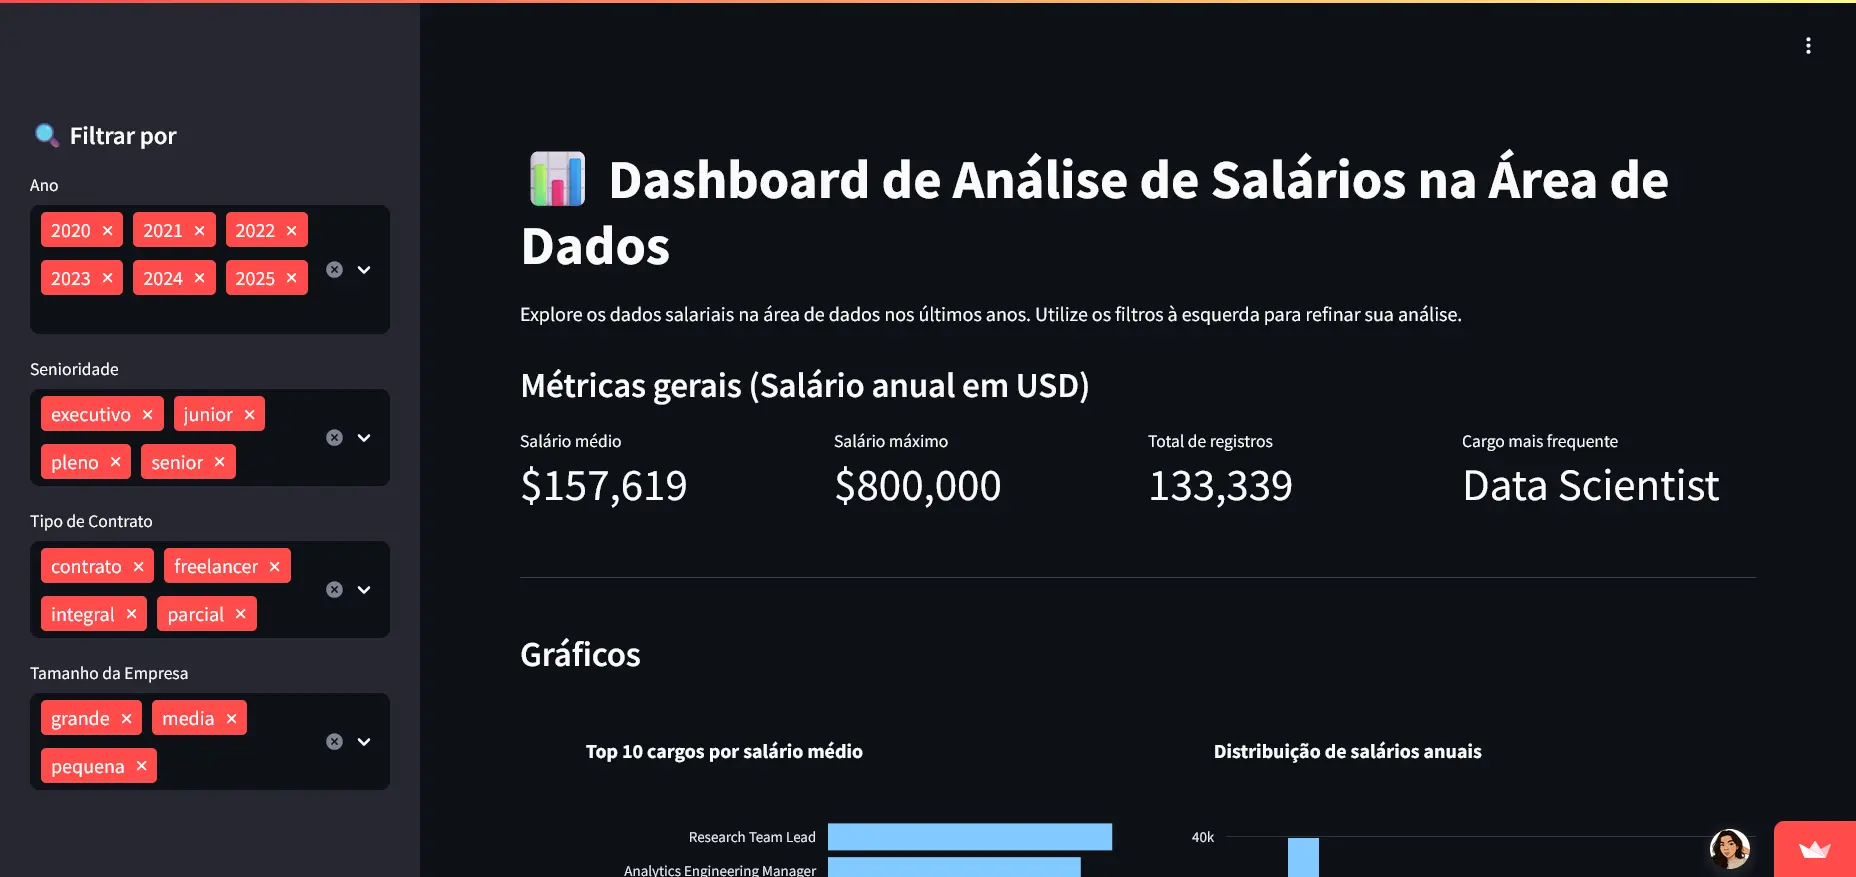 Filtrar por
Ano
2020 2021 2022
2023 2024 2025
Senioridade
executivo junior
pleno senior
Tipo de Contrato
contrato freelancer
integral parcial
Tamanho da Empresa
grande media
pequena
Dashboard de Análise de Salários na Área de
Dados
Explore os dados salariais na área de dados nos últimos anos. Utilize os filtros à esquerda para refinar sua análise.
Métricas gerais (Salário anual em USD)
Salário médio
$157,619
Salário máximo
$800,000
Total de registros
133,339
Cargo mais frequente
Data Scientist
Gráficos
Top 10 cargos por salário médio
Research Team Lead
Analytics Engineering Manager
Distribuição de salários anuais
40k